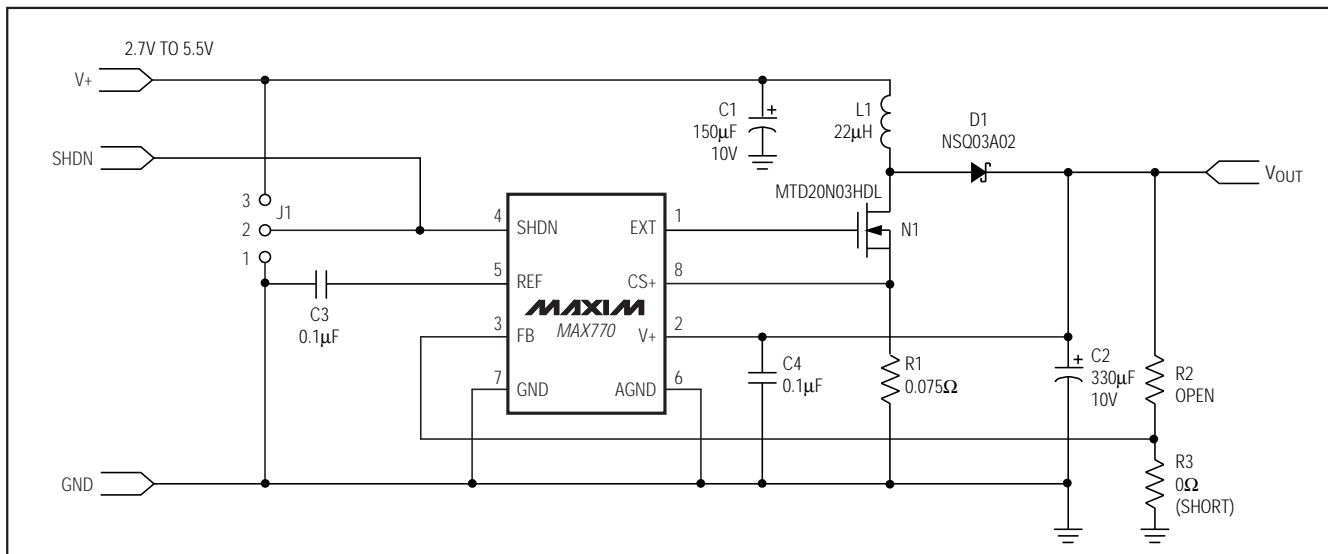 2.7V TO 5.5V
V+
SHDN
GND
3
2
1
J1
C3
0.1μF
C1
+
150μF
10V
L1
22μH
D1
NSQ03A02
VOUT
MTD20N03HDL
N1
4
SHDN
EXT
1
5
REF
CS+
8
MAXIM
MAX770
3
FB
V+
2
7
GND
AGND
6
C4
0.1μF
R1
0.075Ω
+
C2
330μF
10V
R2
OPEN
R3
0Ω
(SHORT)